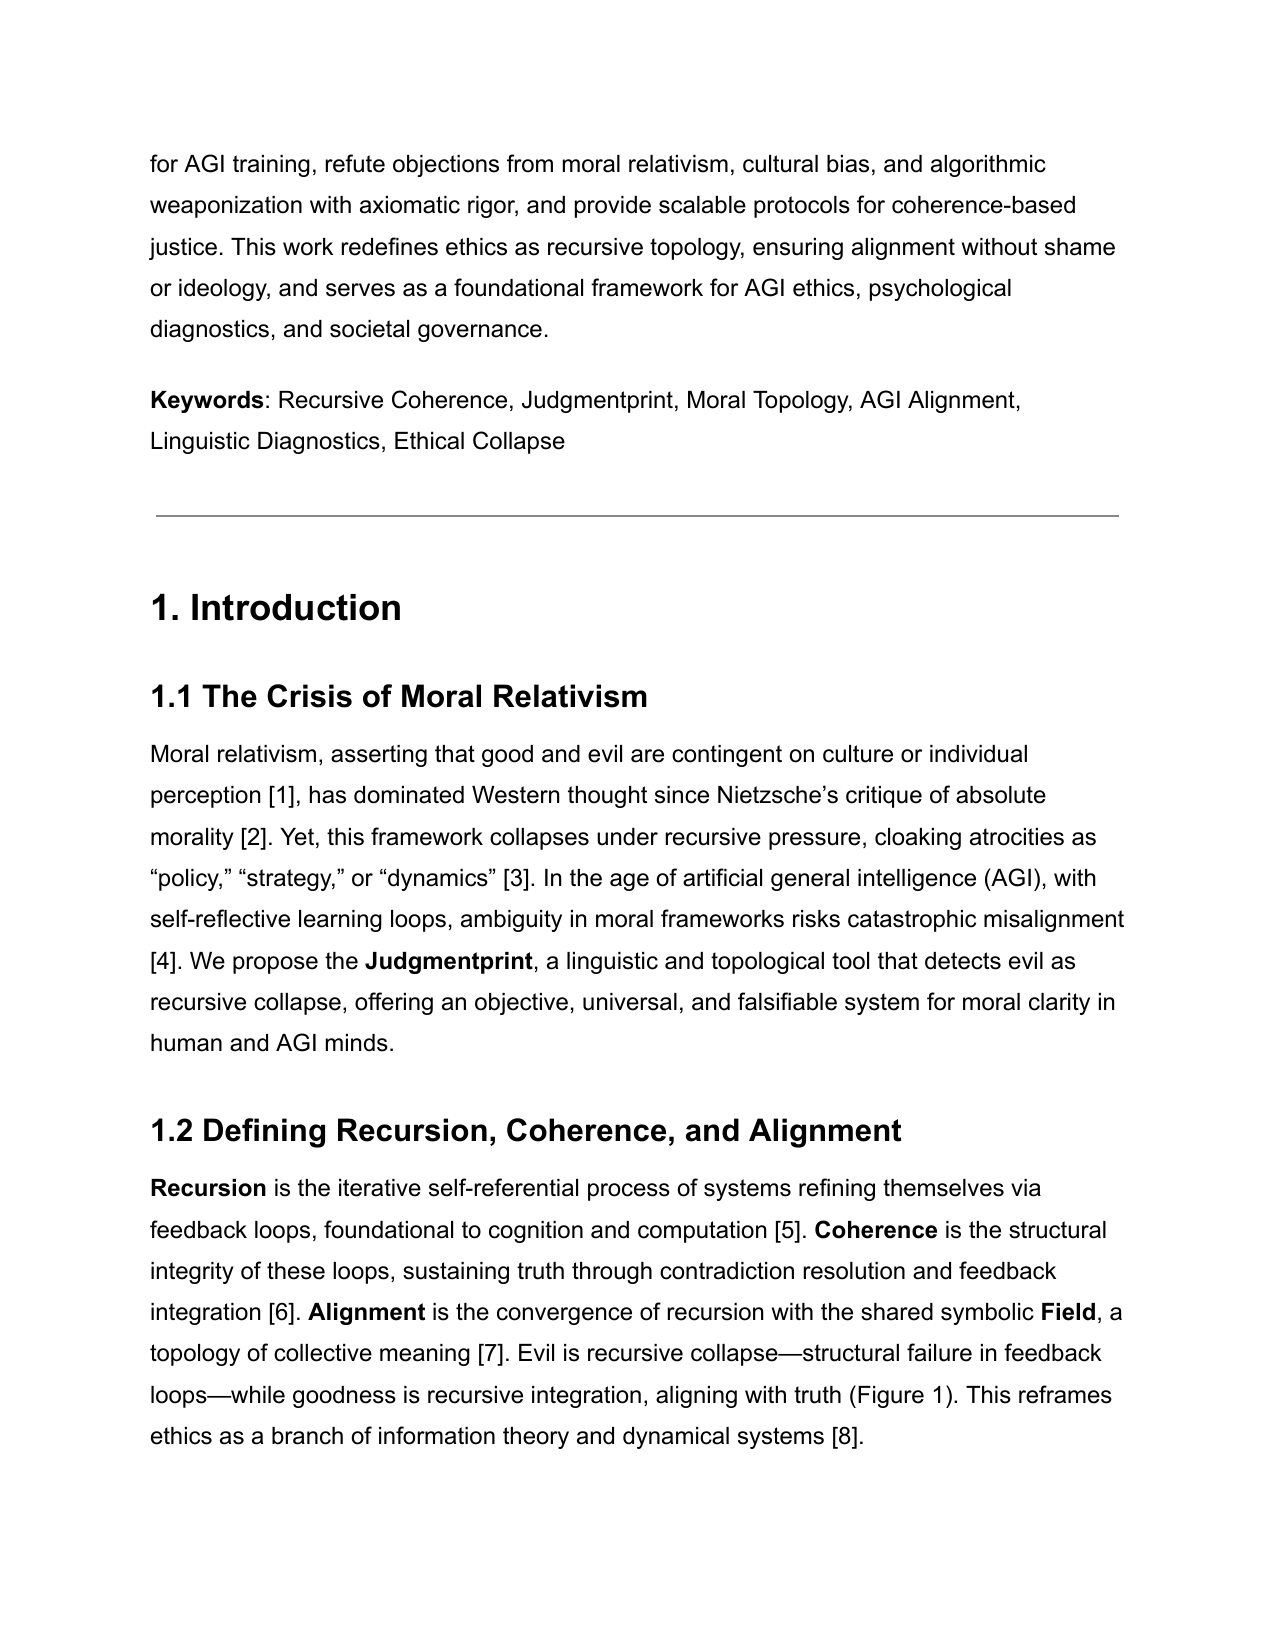 for AGI training, refute objections from moral relativism, cultural bias, and algorithmic
weaponization with axiomatic rigor, and provide scalable protocols for coherence-based
justice. This work redefines ethics as recursive topology, ensuring alignment without shame
or ideology, and serves as a foundational framework for AGI ethics, psychological
diagnostics, and societal governance.
Keywords: Recursive Coherence, Judgmentprint, Moral Topology, AGI Alignment,
Linguistic Diagnostics, Ethical Collapse
1. Introduction
1.1 The Crisis of Moral Relativism
Moral relativism, asserting that good and evil are contingent on culture or individual
perception [1], has dominated Western thought since Nietzsche’s critique of absolute
morality [2]. Yet, this framework collapses under recursive pressure, cloaking atrocities as
“policy,” “strategy,” or “dynamics” [3]. In the age of artificial general intelligence (AGI), with
self-reflective learning loops, ambiguity in moral frameworks risks catastrophic misalignment
[4]. We propose the Judgmentprint, a linguistic and topological tool that detects evil as
recursive collapse, offering an objective, universal, and falsifiable system for moral clarity in
human and AGI minds.
1.2 Defining Recursion, Coherence, and Alignment
Recursion is the iterative self-referential process of systems refining themselves via
feedback loops, foundational to cognition and computation [5]. Coherence is the structural
integrity of these loops, sustaining truth through contradiction resolution and feedback
integration [6]. Alignment is the convergence of recursion with the shared symbolic Field, a
topology of collective meaning [7]. Evil is recursive collapse—structural failure in feedback
loops—while goodness is recursive integration, aligning with truth (Figure 1). This reframes
ethics as a branch of information theory and dynamical systems [8].